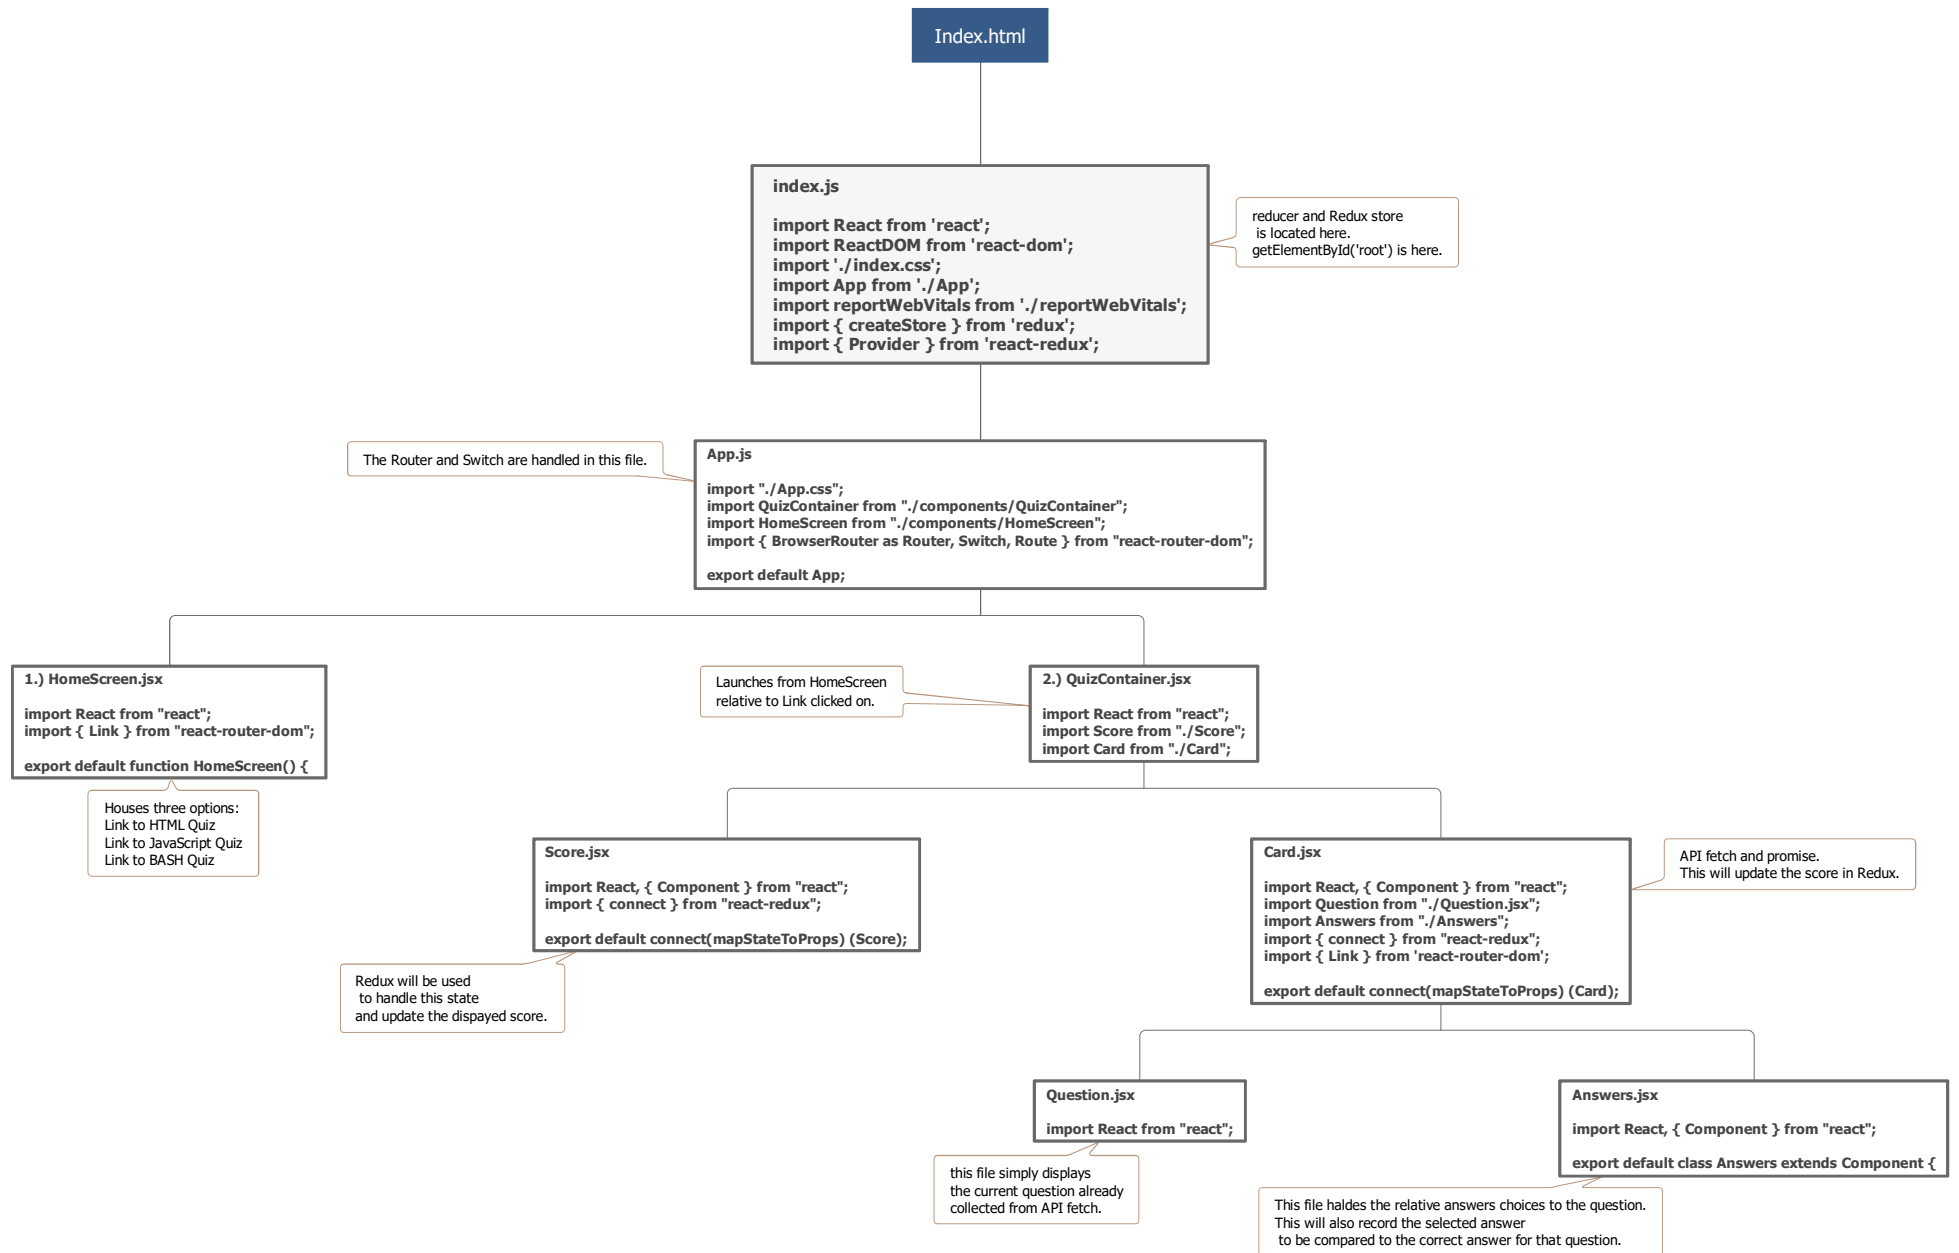 Index.html
index.js
import React from 'react';
import ReactDOM from 'react-dom';
import './index.css';
import App from './App';
import reportWebVitals from './reportWebVitals';
import { createStore } from 'redux';
import { Provider } from 'react-redux';
reducer and Redux store
is located here.
getElementById('root') is here.
The Router and Switch are handled in this file.
App.js
import "./App.css";
import QuizContainer from "./components/QuizContainer";
import HomeScreen from "./components/HomeScreen";
import { BrowserRouter as Router, Switch, Route } from "react-router-dom";
export default App;
1.) HomeScreen.jsx
import React from "react";
import { Link } from "react-router-dom";
export default function HomeScreen() {
Houses three options:
Link to HTML Quiz
Link to JavaScript Quiz
Link to BASH Quiz
Launches from HomeScreen
relative to Link clicked on.
2.) QuizContainer.jsx
import React from "react";
import Score from "./Score";
import Card from "./Card";
Score.jsx
import React, { Component } from "react";
import { connect } from "react-redux";
export default connect(mapStateToProps) (Score);
Redux will be used
to handle this state
and update the dispayed score.
Card.jsx
import React, { Component } from "react";
import Question from "./Question.jsx";
import Answers from "./Answers";
import { connect } from "react-redux";
import { Link } from 'react-router-dom';
export default connect(mapStateToProps) (Card);
API fetch and promise.
This will update the score in Redux.
Question.jsx
import React from "react";
this file simply displays
the current question already
collected from API fetch.
Answers.jsx
import React, { Component } from "react";
export default class Answers extends Component {
This file haldes the relative answers choices to the question.
This will also record the selected answer
to be compared to the correct answer for that question.